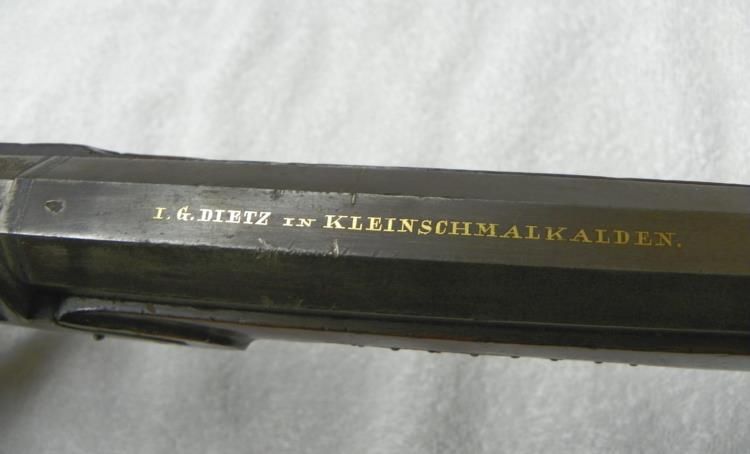 I. G. DIETZ IN KLEINSCHMALKALDEN.